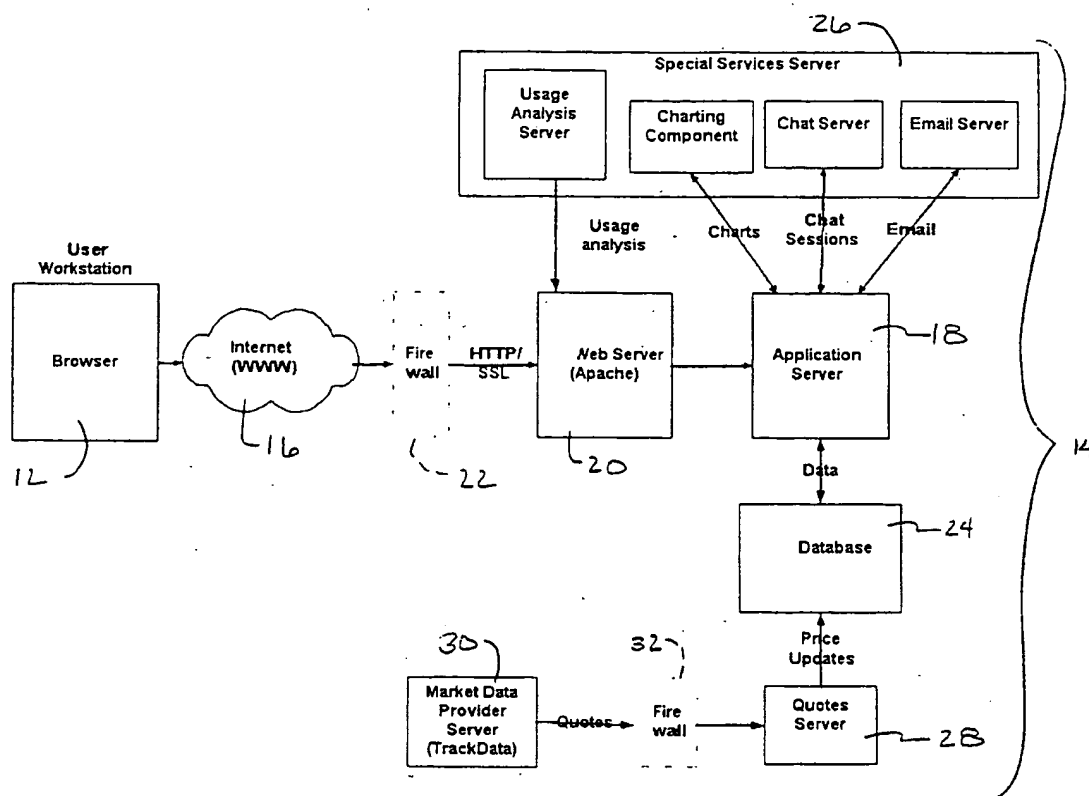 26
Special Services Server
Usage
Analysis
Server
Charting
Component
Chat Server
Email Server
Usage
analysis
Charts
Chat
Sessions
Email
User
Workstation
Browser
Internet
(WWW)
Fire
wall
HTTP/
SSL
Web Server
(Apache)
Application
Server
18
12
16
22
20
Data
Database
24
Price
Updates
30
32
Market Data
Provider
Server
(TrackData)
Quotes
Fire
wall
Quotes
Server
28